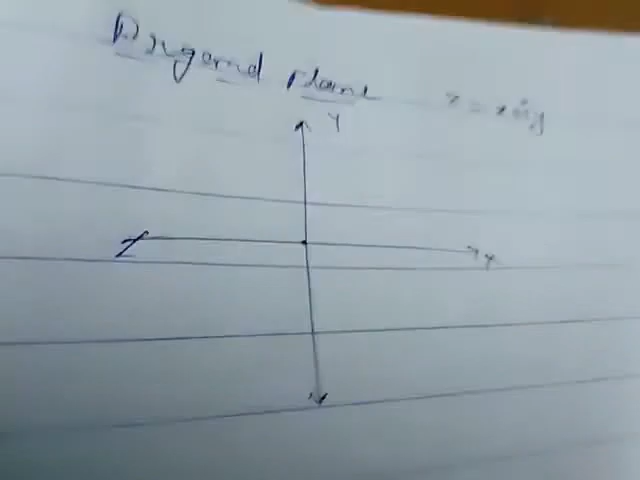 Argand Plane z = x+iy
Y
x